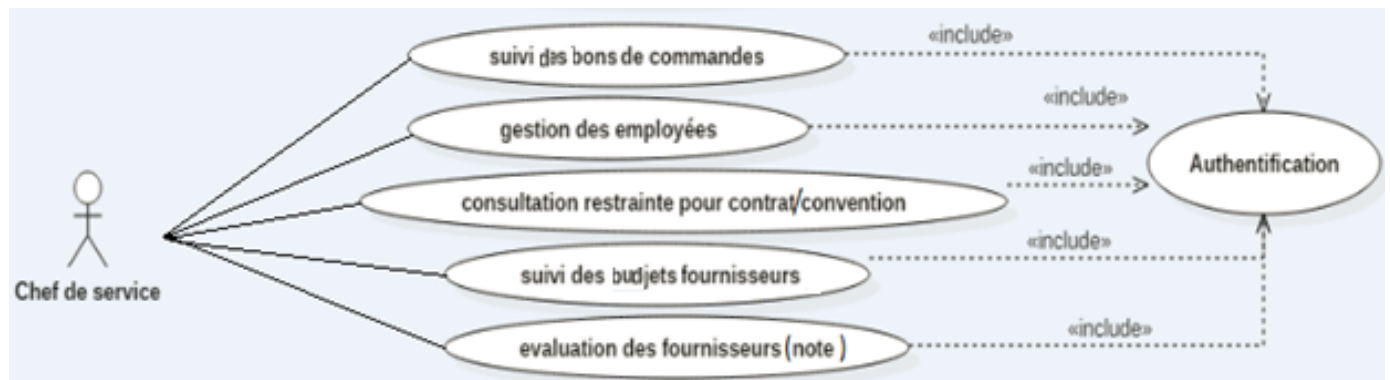 «include»
suivi des bons de commandes
«include»
gestion des employées
Authentification
«include»
consultation restrainte pour contrat/convention
«include»
suivi des budjets fournisseurs
Chef de service
«include»
evaluation des fournisseurs (note )